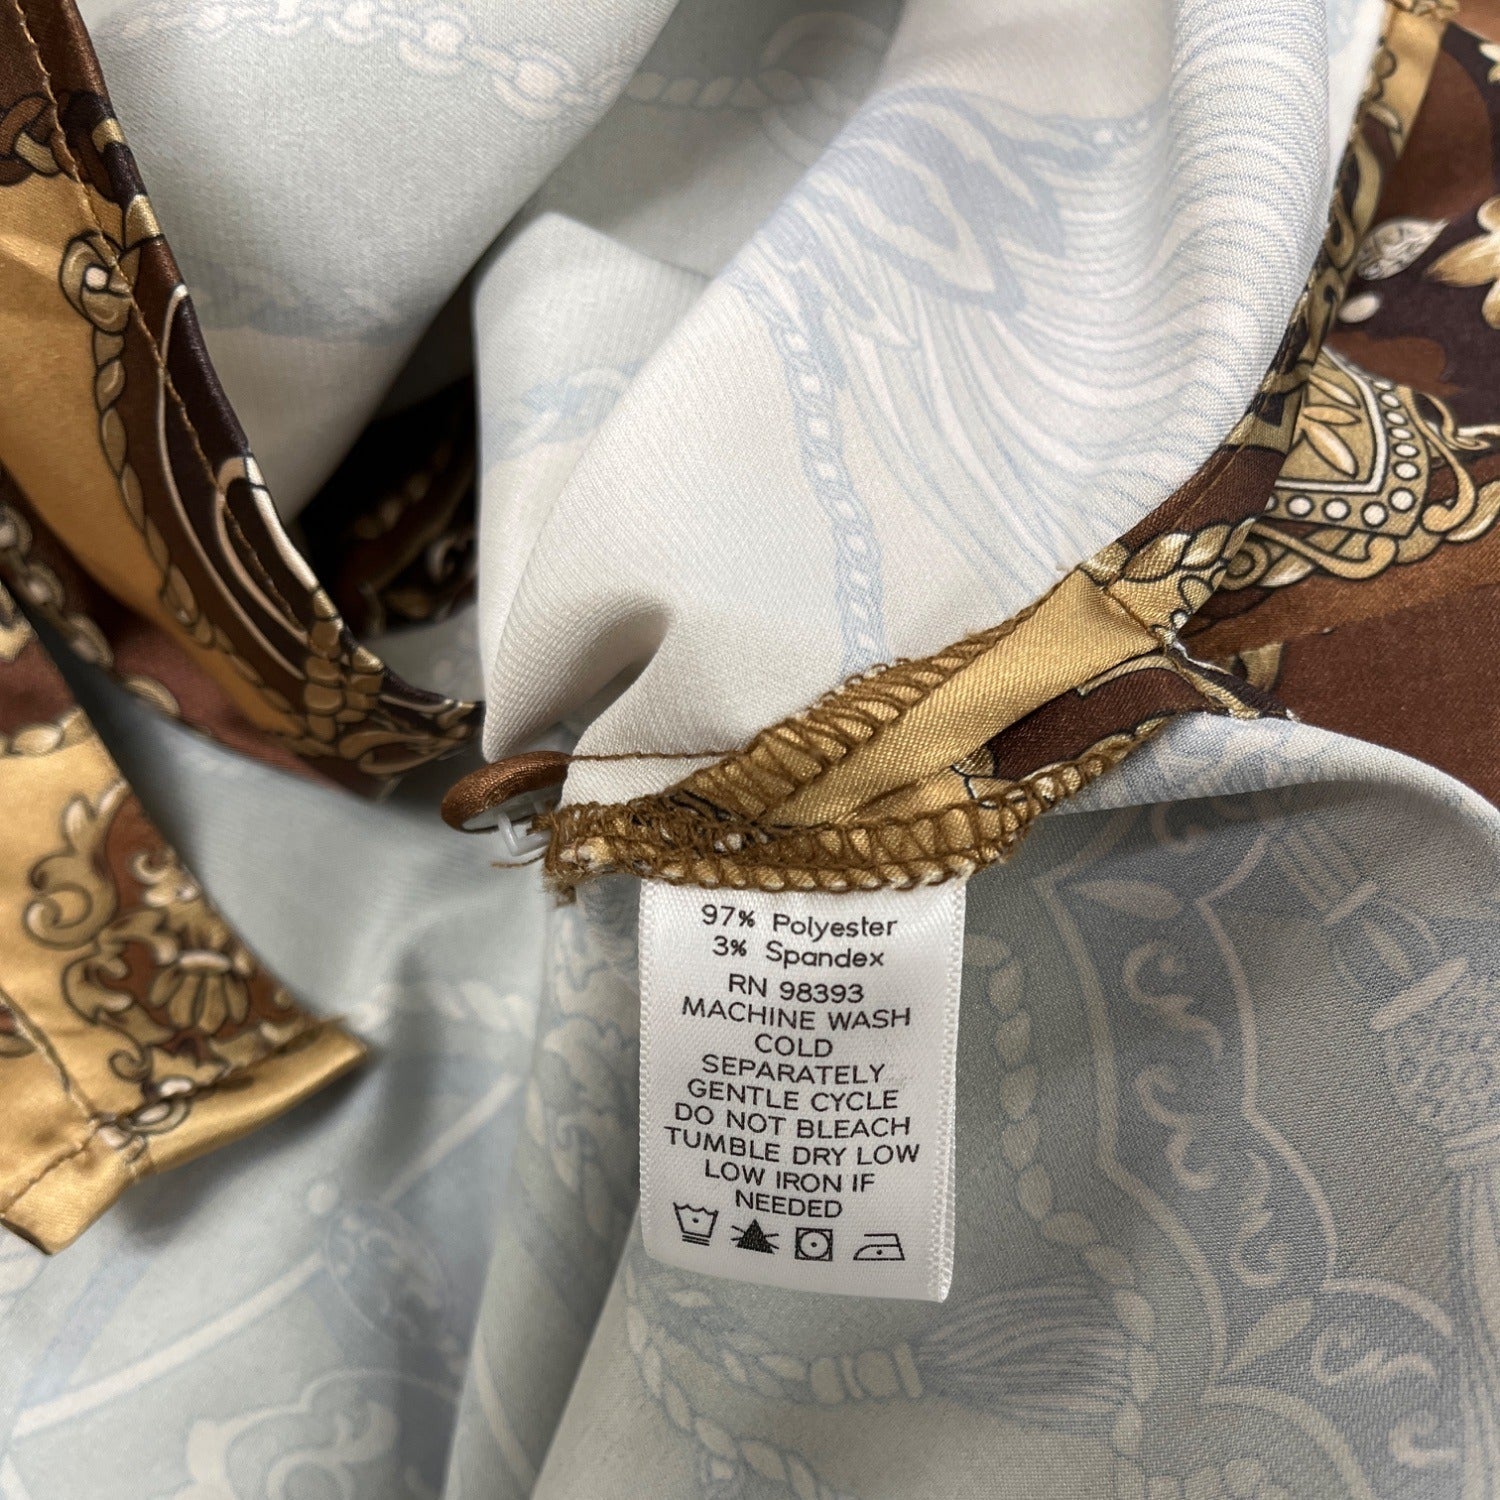 97% Polyester
3% Spandex
RN 98393
MACHINE WASH
COLD
SEPARATELY
GENTLE CYCLE
DO NOT BLEACH
TUMBLE DRY LOW
LOW IRON IF
NEEDED